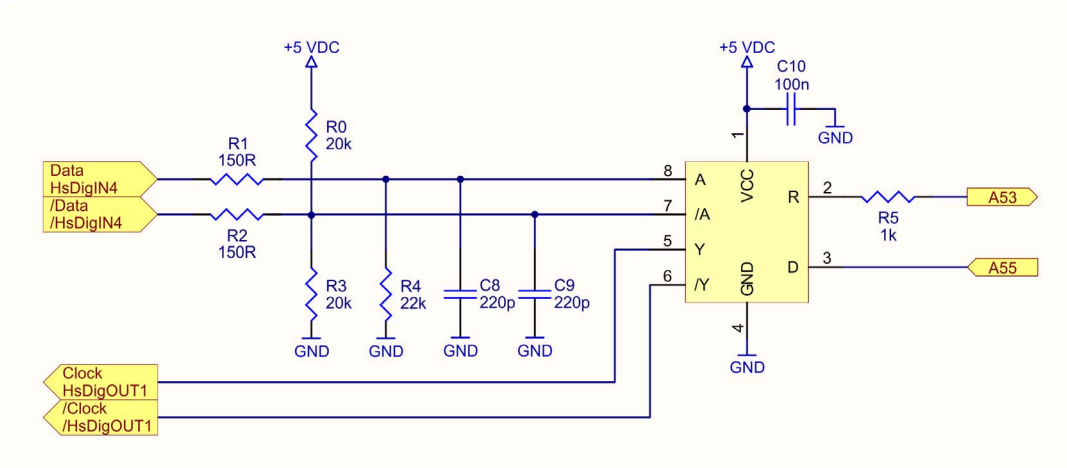 +5 VDC
+5 VDC
C10
100n
GND
R0
20k
R1
150R
1
Data
HsDigIN4
8
A
VCC
R
2
A53
/Data
/HsDigIN4
7
/A
R5
1k
R2
150R
5
Y
D
3
A55
6
/Y
GND
R3
20k
R4
22k
C8
220p
C9
220p
4
GND
GND
GND
GND
GND
Clock
HsDigOUT1
/Clock
/HsDigOUT1